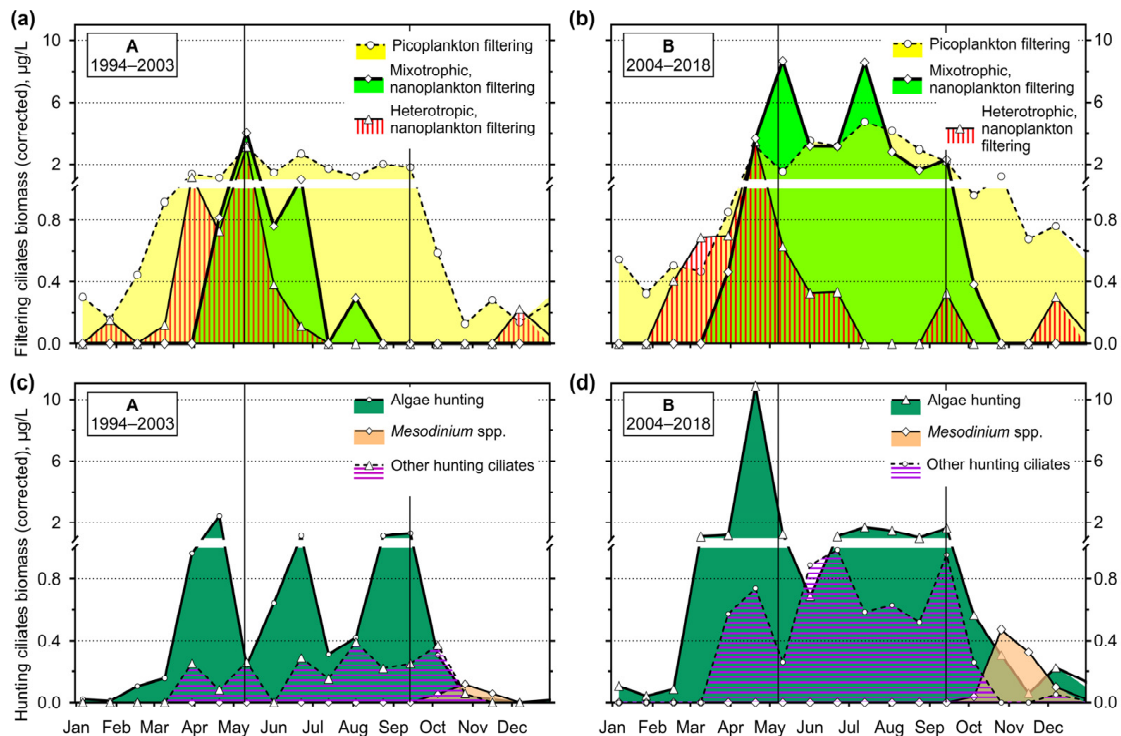 (a)
Filtering ciliates biomass (corrected), µg/L
10
6
4
2
0.8
0.4
0.0
A
1994–2003
Picoplankton filtering
Mixotrophic,
nanoplankton filtering
Heterotropic,
nanoplankton filtering
(b)
B
2004–2018
Picoplankton filtering
Mixotrophic,
nanoplankton filtering
Heterotrophic,
nanoplankton
filtering
10
6
4
2
0.8
0.4
0.0
(c)
Hunting ciliates biomass (corrected), µg/L
10
6
2
0.8
0.4
0.0
A
1994–2003
Algae hunting
Mesodinium spp.
Other hunting ciliates
Jan Feb Mar Apr May Jun Jul Aug Sep Oct Nov Dec
(d)
B
2004–2018
Algae hunting
Mesodinium spp.
Other hunting ciliates
10
6
2
0.8
0.4
0.0
Jan Feb Mar Apr May Jun Jul Aug Sep Oct Nov Dec